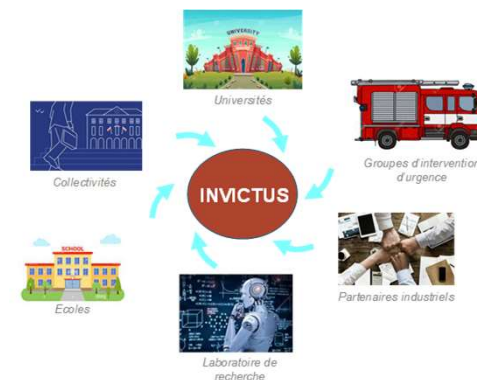 UNIVERSITY
Universités
Collectivités
Groupes d'intervention
d'urgence
INVICTUS
SCHOOL
Ecoles
Partenaires industriels
Laboratoire de
recherche